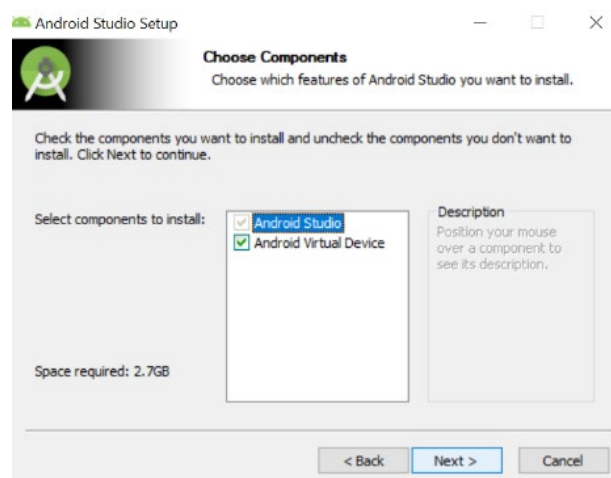 Android Studio Setup
Choose Components
Choose which features of Android Studio you want to install.
Check the components you want to install and uncheck the components you don't want to
install. Click Next to continue.
Select components to install:
Android Studio
Android Virtual Device
Description
Position your mouse
over a component to
see its description.
Space required: 2.7GB
< Back
Next >
Cancel